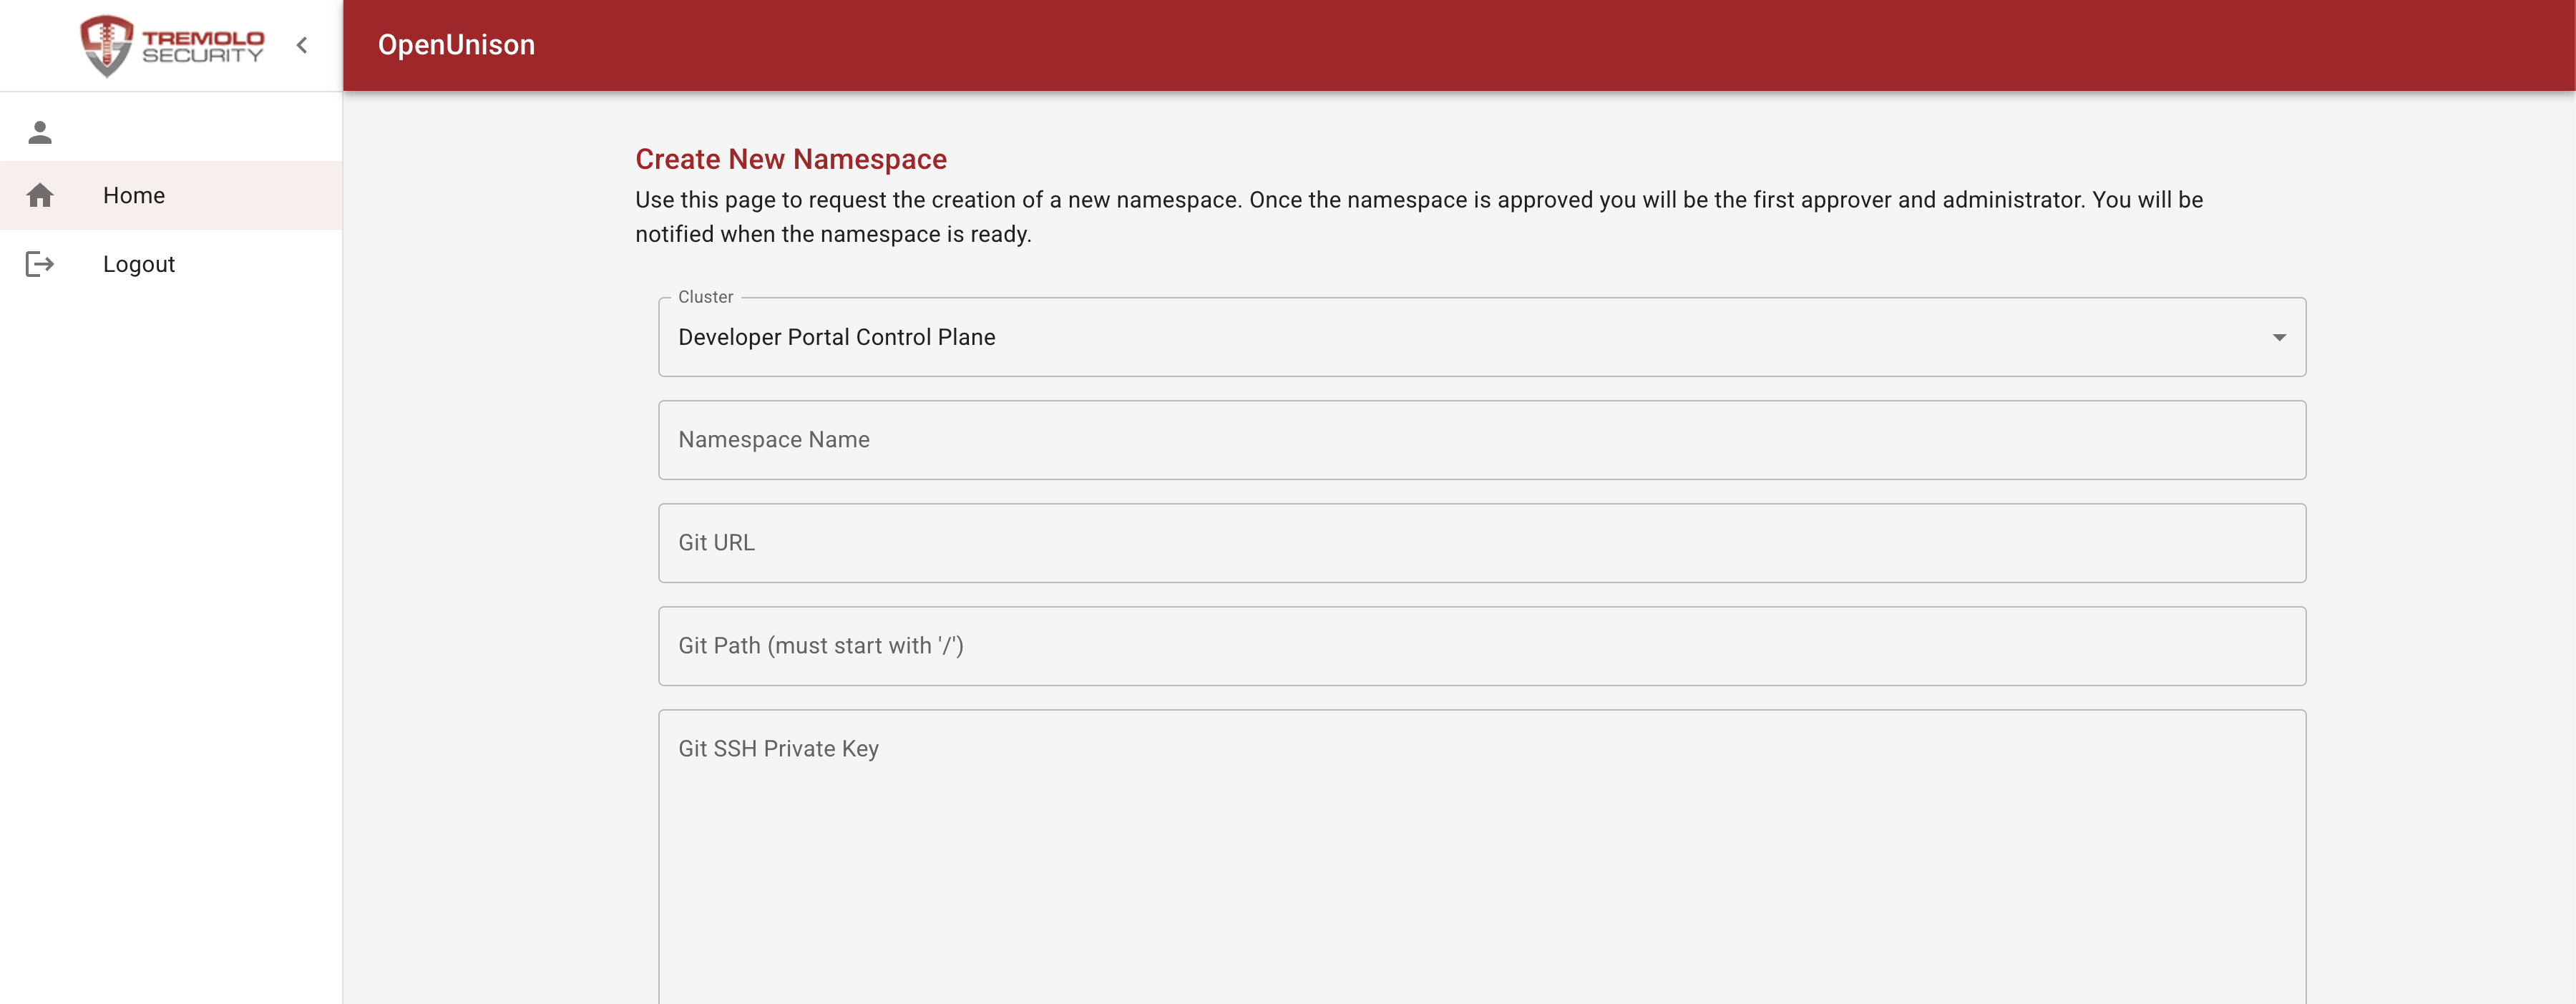 TREMOLO
SECURITY
OpenUnison
Home
Logout
Create New Namespace
Use this page to request the creation of a new namespace. Once the namespace is approved you will be the first approver and administrator. You will be
notified when the namespace is ready.
Cluster
Developer Portal Control Plane
Namespace Name
Git URL
Git Path (must start with '/')
Git SSH Private Key